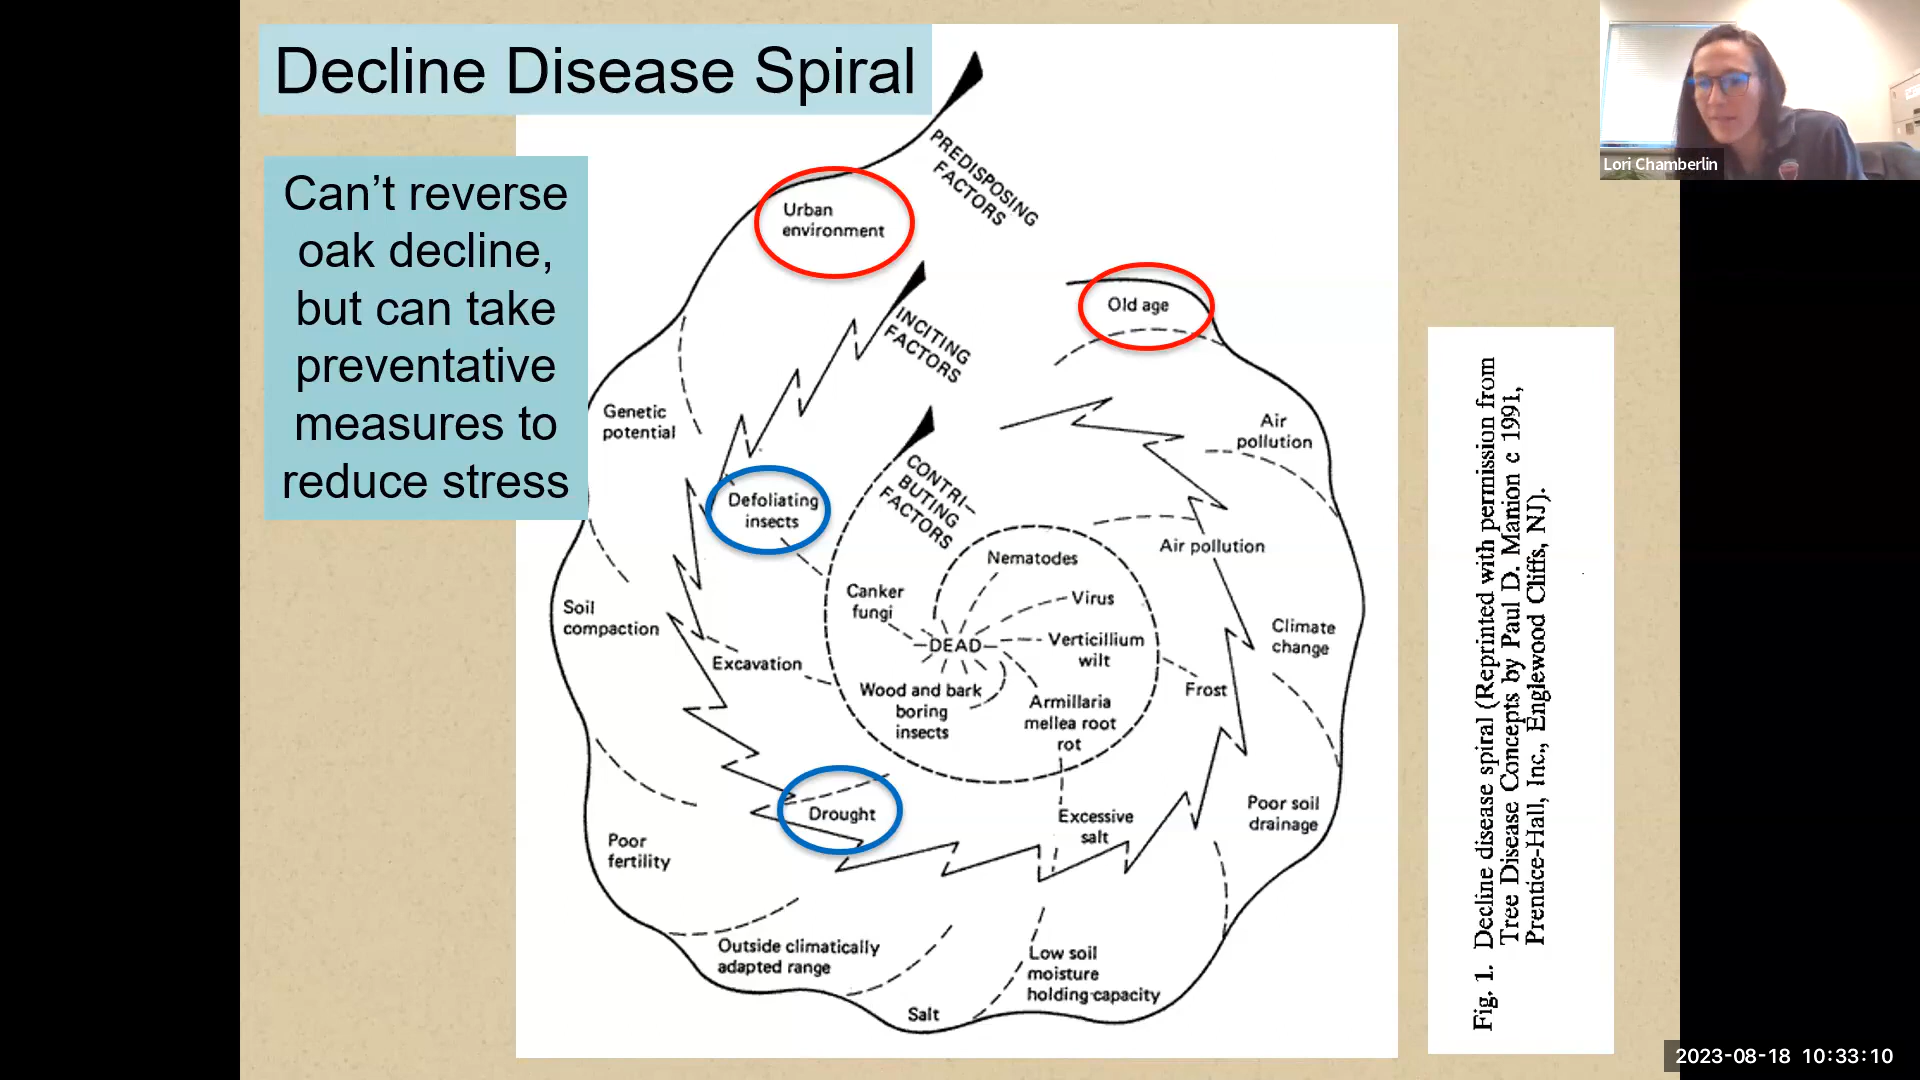 Decline Disease Spiral
Can't reverse
oak decline,
but can take
preventative
measures to
reduce stress
PREDISPOSING
FACTORS
Urban
environment
INCITING
FACTORS
Old age
Genetic
potential
Air
pollution
CONTRI-
BUTING
FACTORS
Defoliating
insects
Nematodes
Air pollution
Canker
fungi
Virus
Soil
compaction
DEAD
Verticillium
wilt
Climate
change
Excavation
Wood and bark
boring
insects
Armillaria
mellea root
rot
Frost
Drought
Excessive
salt
Poor soil
drainage
Poor
fertility
Outside climatically
adapted range
Low soil
moisture
holding capacity
Salt
Fig. 1. Decline disease spiral (Reprinted with permission from
Tree Disease Concepts by Paul D. Manion c 1991,
Prentice-Hall, Inc., Englewood Cliffs, NJ).
Lori Chamberlin
2023-08-18 10:33:10